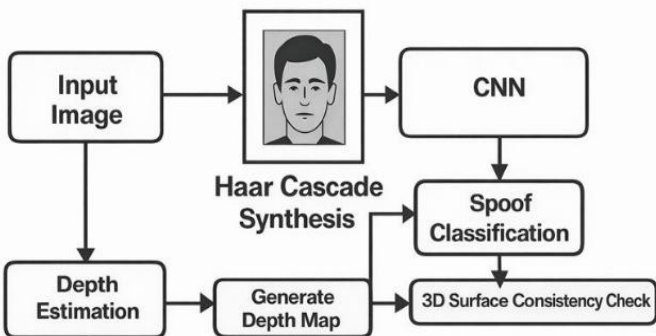 Input
Image
CNN
Haar Cascade
Synthesis
Spoof
Classification
Depth
Estimation
Generate
Depth Map
3D Surface Consistency Check